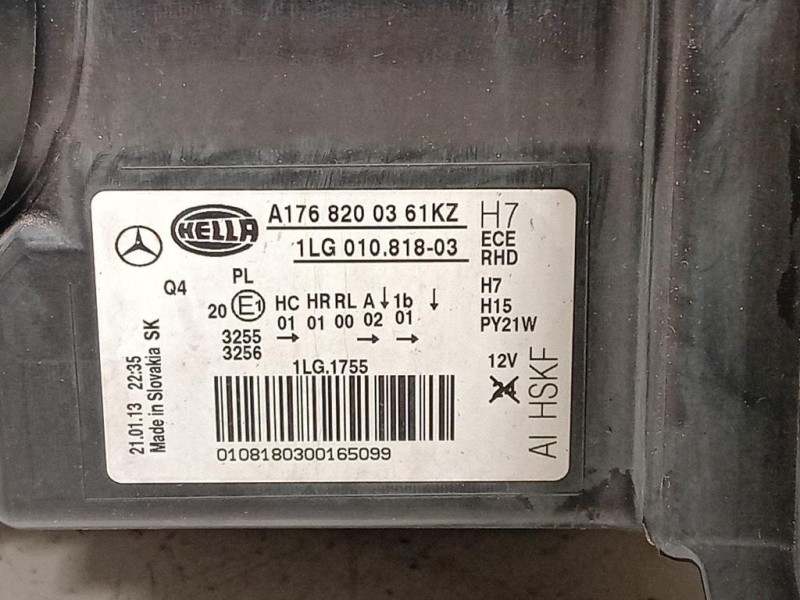 HELLA A176 820 03 61KZ H7
1LG 010.818-03 ECE
RHD
Q4 PL
20 E1 HC HR RL A ↓ 1b ↓ H7
01 01 00 02 01 H15
3255 → → → PY21W
3256
1LG.1755 12V
24
0108180300165099
21.01.13 22:35
Made in Slovakia SK
AI HSKF